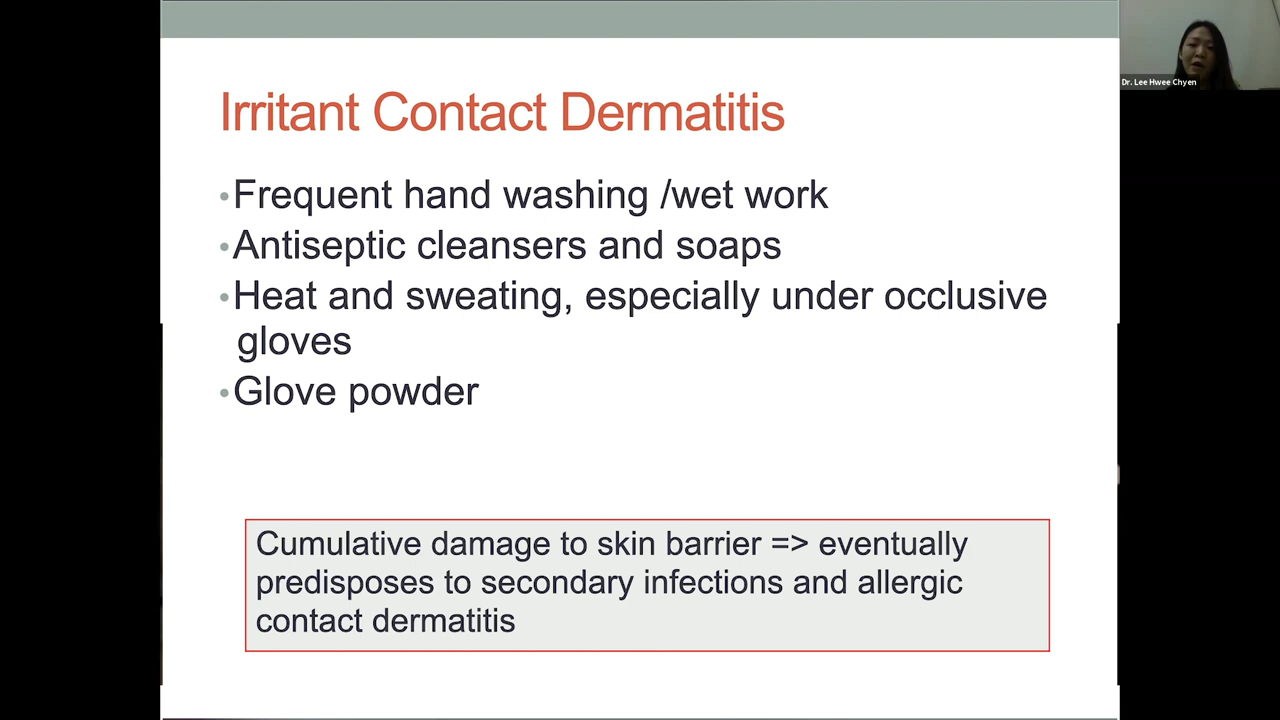 Irritant Contact Dermatitis
•Frequent hand washing /wet work
•Antiseptic cleansers and soaps
•Heat and sweating, especially under occlusive
gloves
•Glove powder
Cumulative damage to skin barrier => eventually
predisposes to secondary infections and allergic
contact dermatitis
Dr. Lee Hwee Chyen